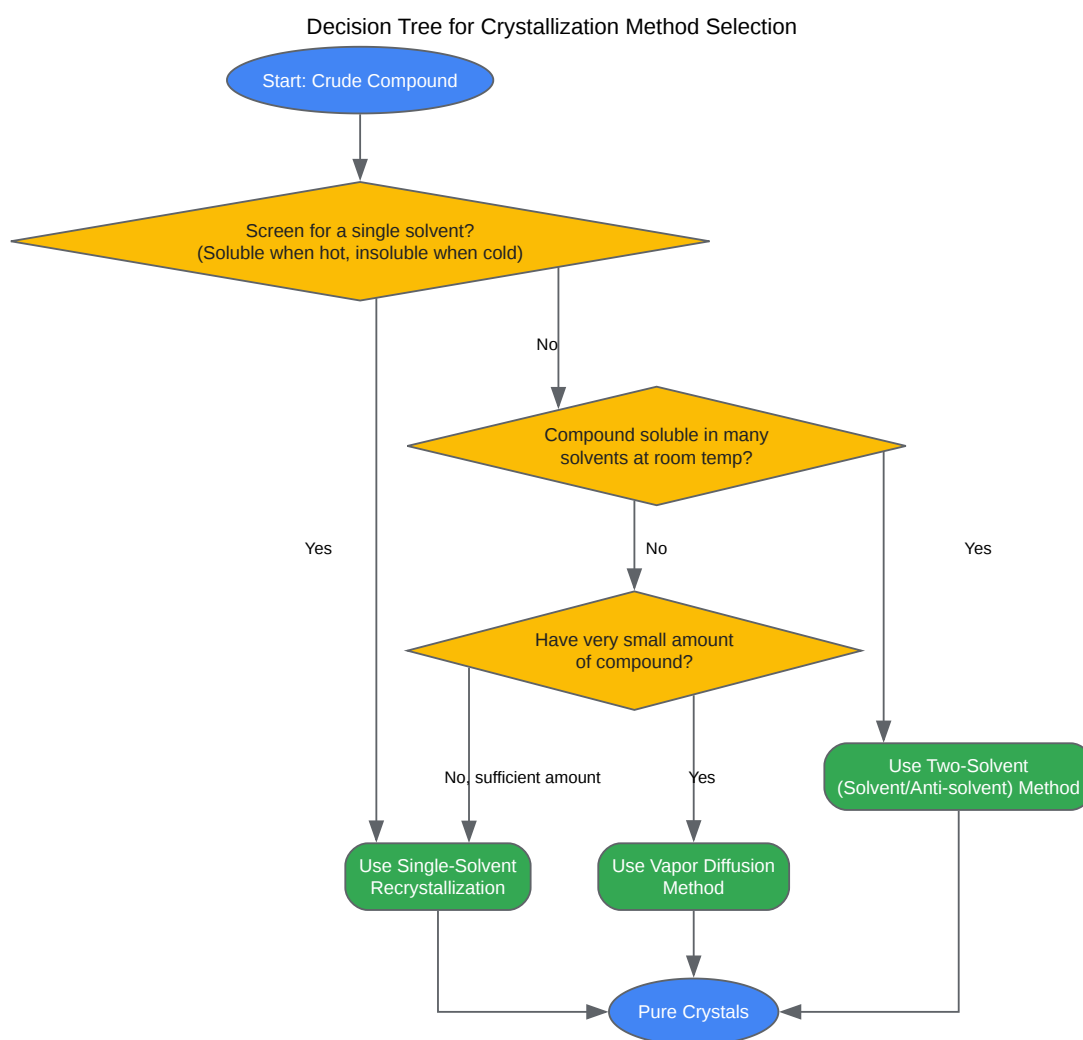 Decision Tree for Crystallization Method Selection
Start: Crude Compound
Screen for a single solvent?
(Soluble when hot, insoluble when cold)
No
Compound soluble in many
solvents at room temp?
Yes
No
Yes
Have very small amount
of compound?
No, sufficient amount
Yes
Use Two-Solvent
(Solvent/Anti-solvent) Method
Use Single-Solvent
Recrystallization
Use Vapor Diffusion
Method
Pure Crystals